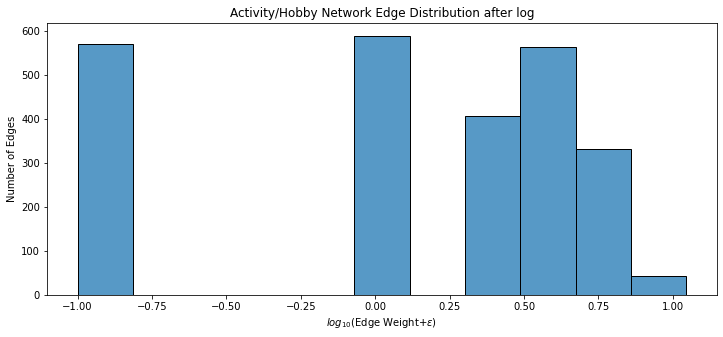 Activity/Hobby Network Edge Distribution after log
600
500
400
300
200
100
0
Number of Edges
−1.00 −0.75 −0.50 −0.25 0.00 0.25 0.50 0.75 1.00
log₁₀(Edge Weight+ε)